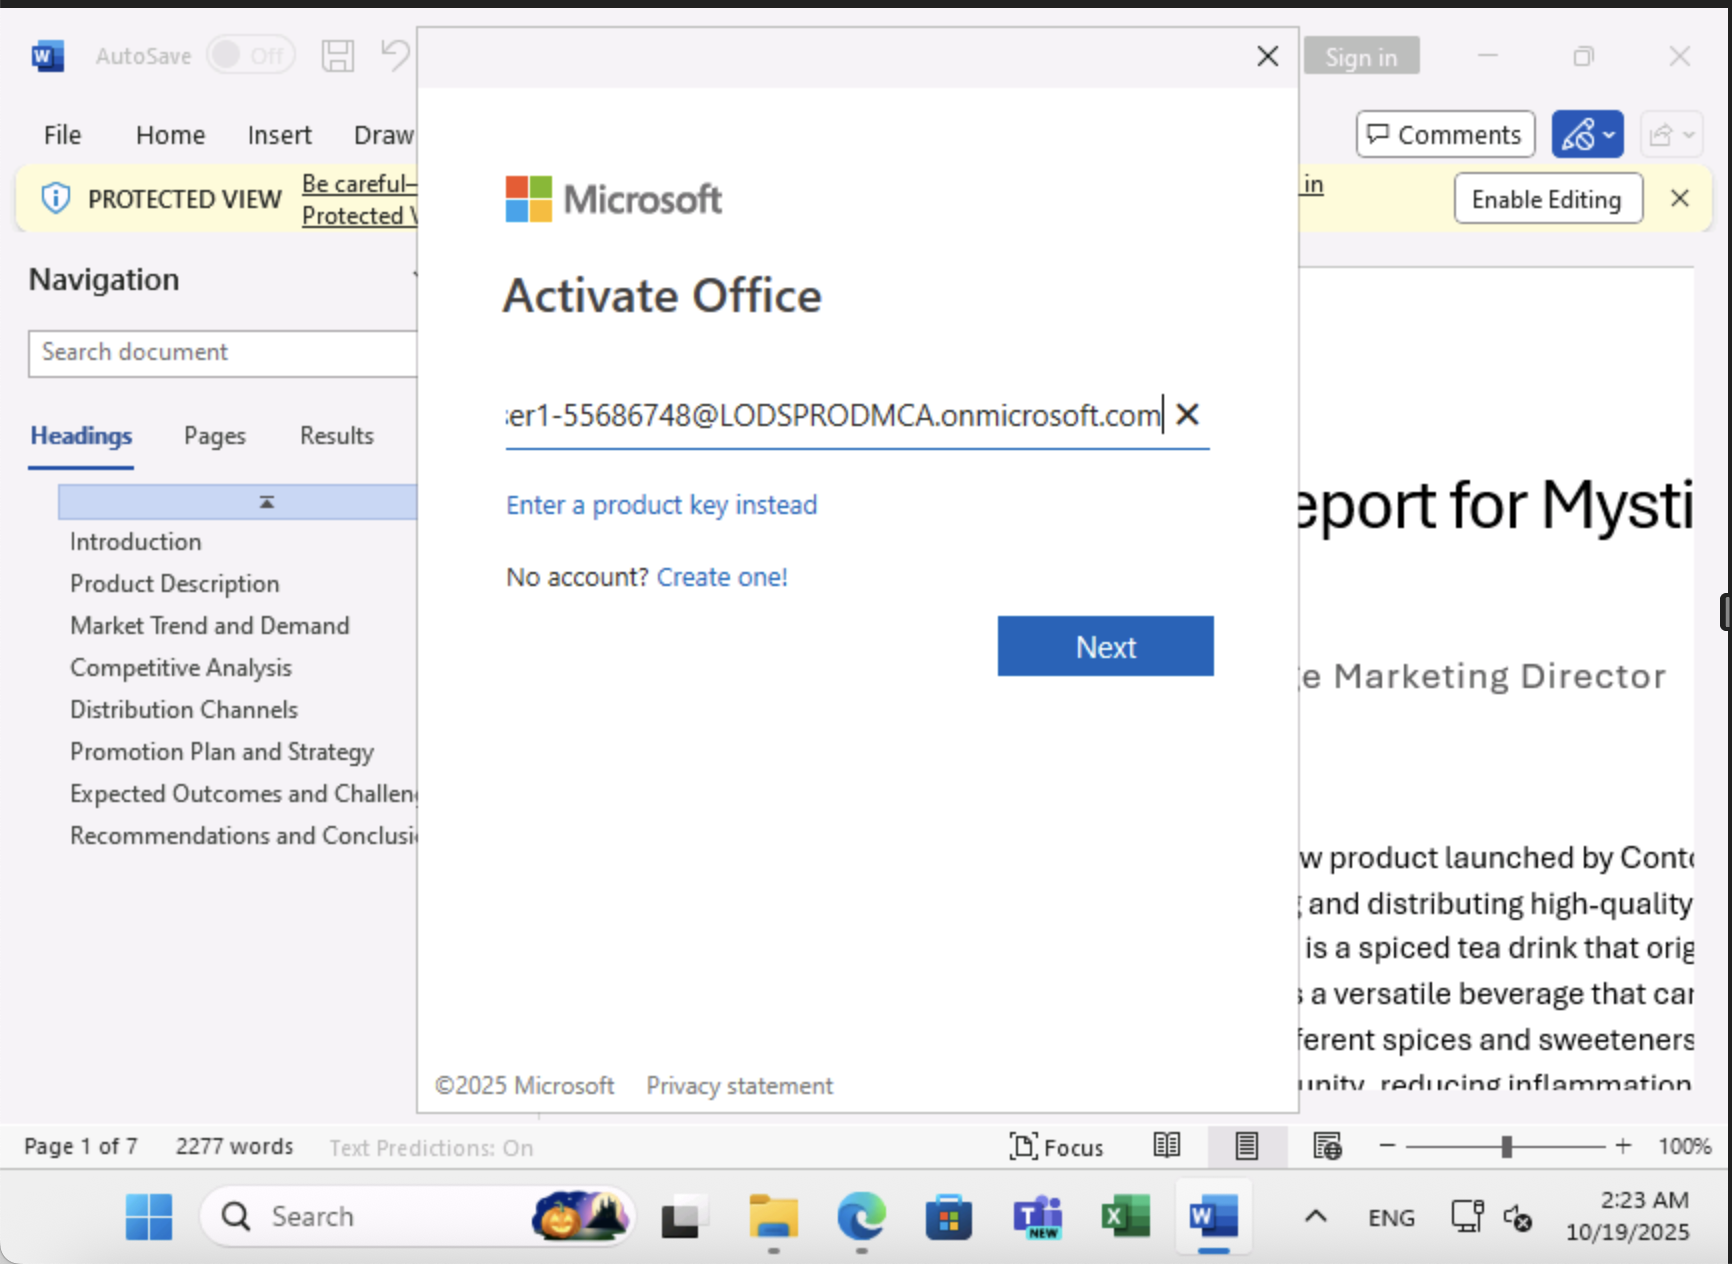 AutoSave Off Sign in
File Home Insert Draw Comments
PROTECTED VIEW Be careful— in Enable Editing
Protected
Microsoft
Navigation
Activate Office
Search document
er1-55686748@LODSPRODMCA.onmicrosoft.com
Headings Pages Results
Enter a product key instead
eport for Mysti
Introduction
No account? Create one!
Product Description
Market Trend and Demand
Next
Competitive Analysis
e Marketing Director
Distribution Channels
Promotion Plan and Strategy
Expected Outcomes and Challen
Recommendations and Conclusi
w product launched by Cont
and distributing high-quality
is a spiced tea drink that orig
a versatile beverage that car
ferent spices and sweeteners
unity, reducing inflammation
©2025 Microsoft Privacy statement
Page 1 of 7 2277 words Text Predictions: On Focus 100%
Search NEW ENG 2:23 AM
10/19/2025